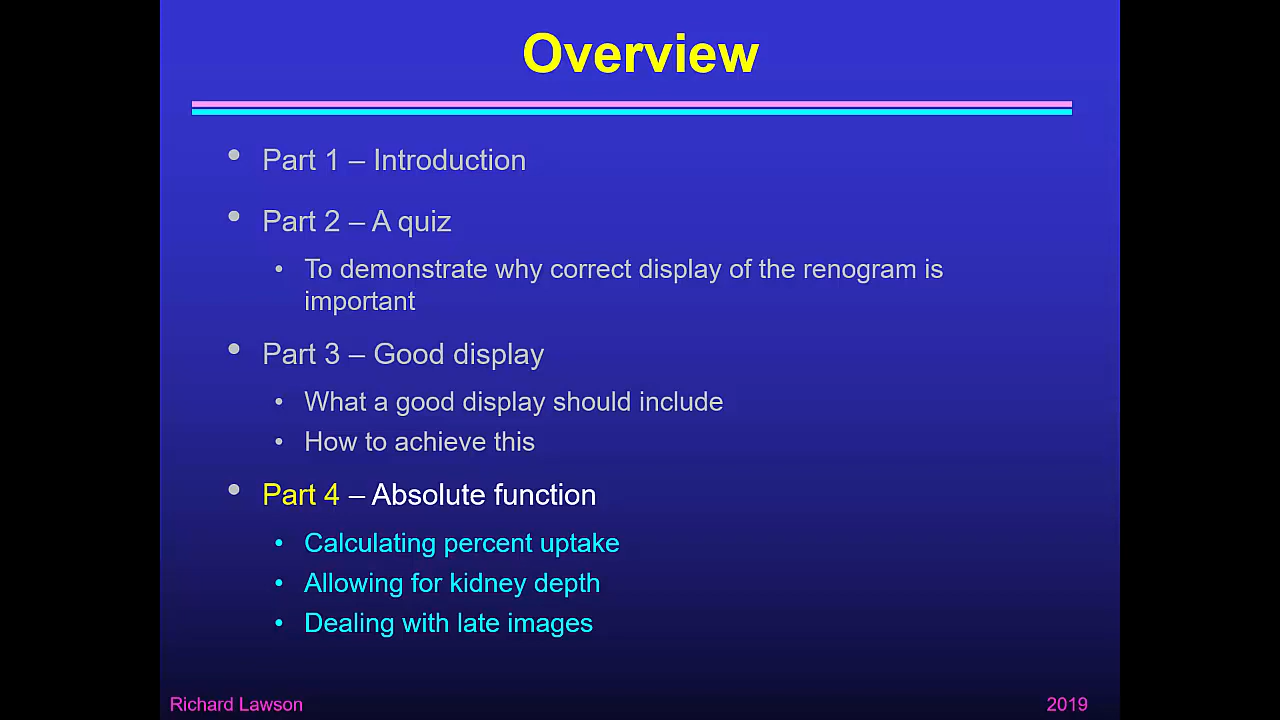 Overview
• Part 1 – Introduction
• Part 2 – A quiz
• To demonstrate why correct display of the renogram is
important
• Part 3 – Good display
• What a good display should include
• How to achieve this
• Part 4 – Absolute function
• Calculating percent uptake
• Allowing for kidney depth
• Dealing with late images
Richard Lawson
2019